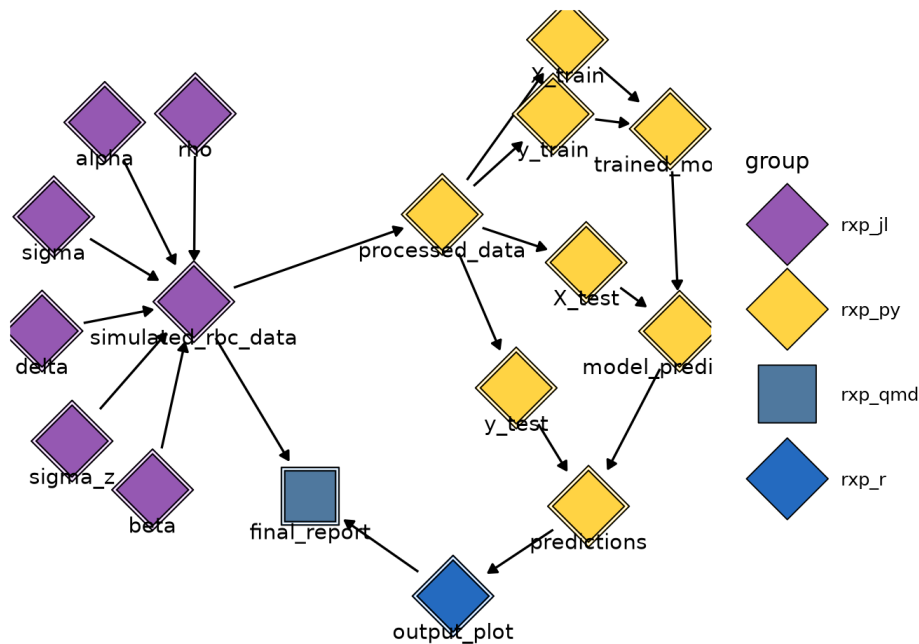 X_train
y_train
alpha
rho
trained_mo
group
sigma
processed_data
rxp_jl
X_test
rxp_py
simulated_rbc_data
delta
model_predi
rxp_qmd
y_test
sigma_z
rxp_r
beta
final_report
predictions
output_plot